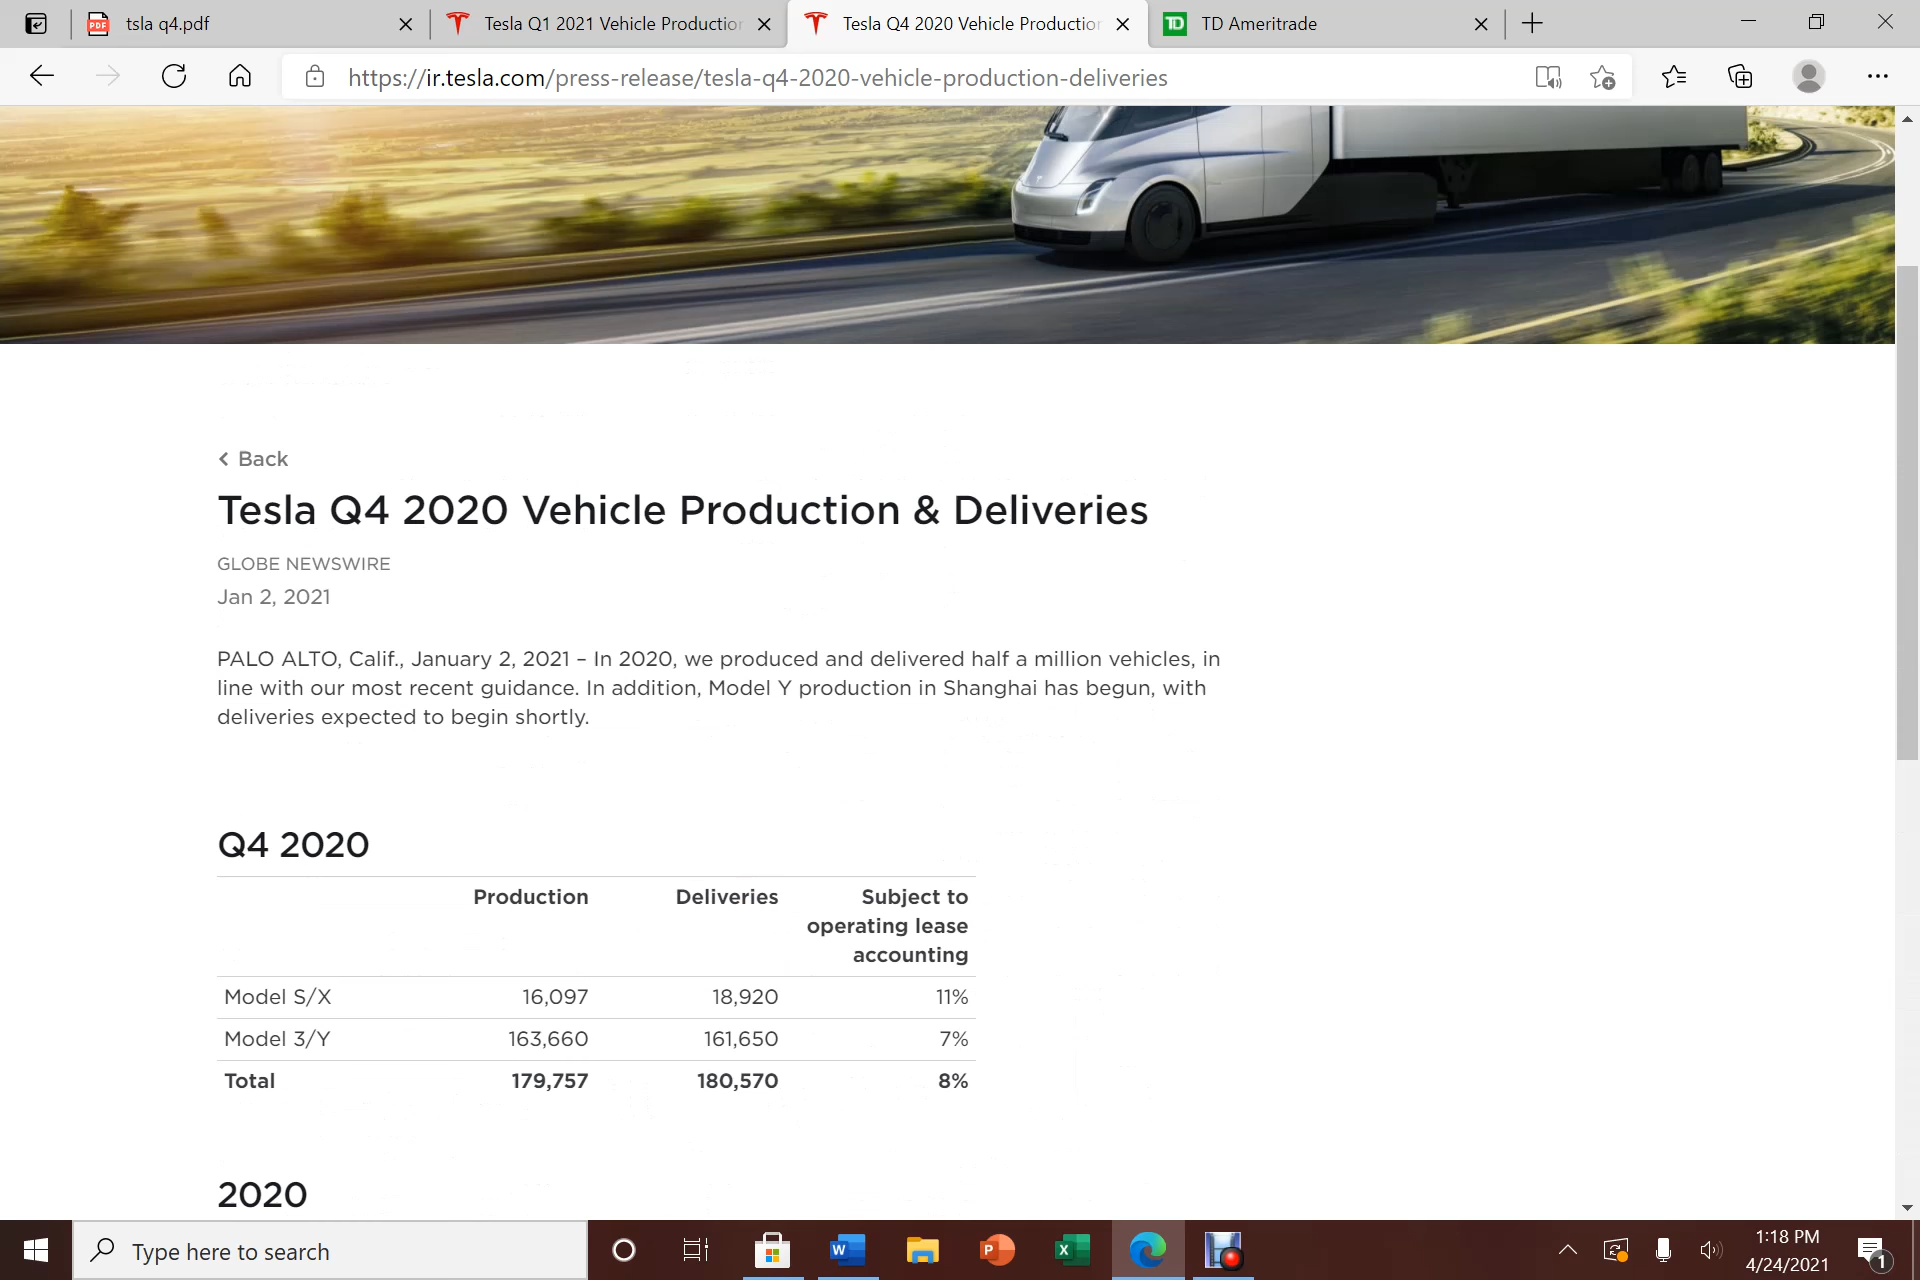 tsla q4.pdf
Tesla Q1 2021 Vehicle Production
Tesla Q4 2020 Vehicle Production
TD Ameritrade
https://ir.tesla.com/press-release/tesla-q4-2020-vehicle-production-deliveries
Back
Tesla Q4 2020 Vehicle Production & Deliveries
GLOBE NEWSWIRE
Jan 2, 2021
PALO ALTO, Calif., January 2, 2021 – In 2020, we produced and delivered half a million vehicles, in
line with our most recent guidance. In addition, Model Y production in Shanghai has begun, with
deliveries expected to begin shortly.
Q4 2020
Production Deliveries Subject to
operating lease
accounting
Model S/X 16,097 18,920 11%
Model 3/Y 163,660 161,650 7%
Total 179,757 180,570 8%
2020
Type here to search
1:18 PM
4/24/2021
1